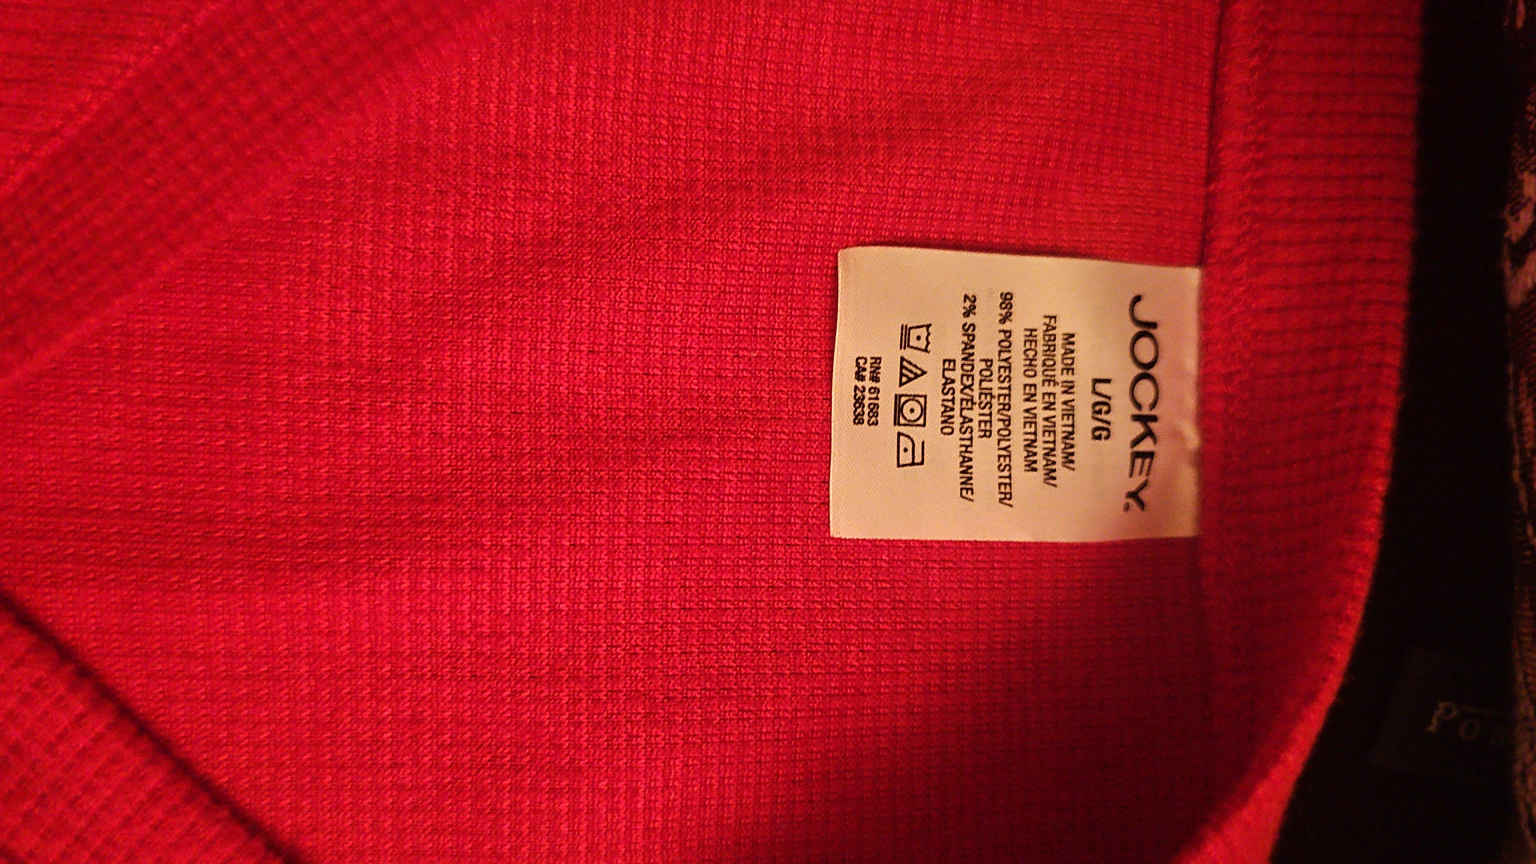 JOCKEY®
L/G/G
MADE IN VIETNAM/
FABRIQUÉ EN VIETNAM/
HECHO EN VIETNAM
98% POLYESTER/POLYESTER/
POLIÉSTER
2% SPANDEX/ÉLASTHANNE/
ELASTANO
RN# 61683
CA# 23638